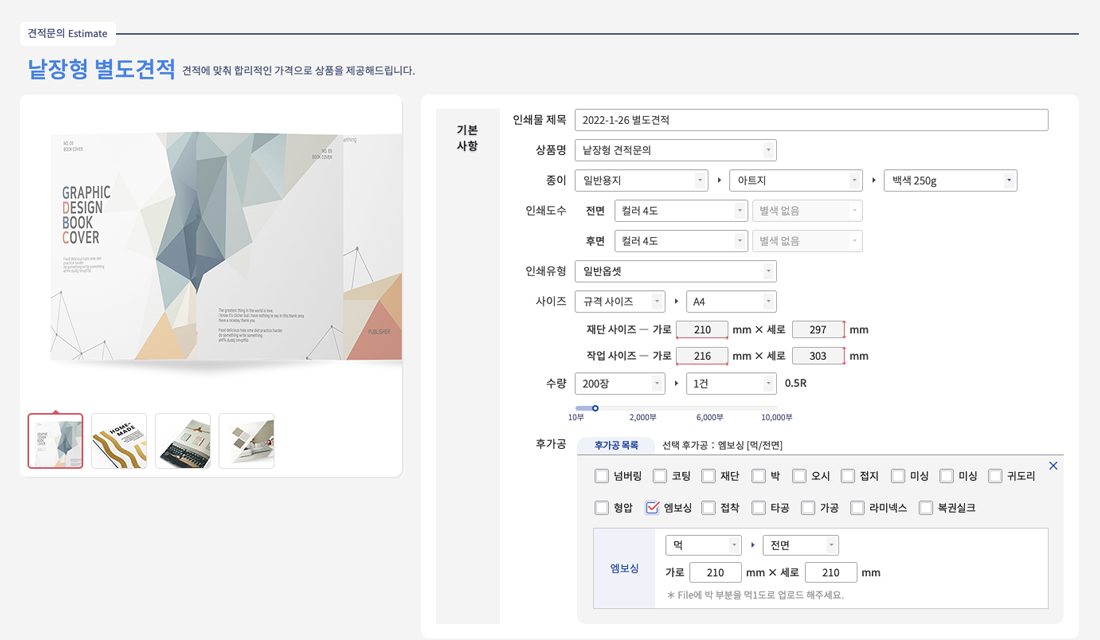 견적문의 Estimate
낱장형 별도견적 견적에 맞춰 합리적인 가격으로 상품을 제공해드립니다.
NO. 05
BOOK COVER
GRAPHIC
DESIGN
BOOK
COVER
NO. 05
BOOK COVER
PUBLISHER
HOME-
MADE
기본
사항
인쇄물 제목 2022-1-26 별도견적
상품명 낱장형 견적문의
종이 일반용지 아트지 백색 250g
인쇄도수 전면 컬러 4도 별색 없음
후면 컬러 4도 별색 없음
인쇄유형 일반옵셋
사이즈 규격 사이즈 A4
재단 사이즈 — 가로 210 mm × 세로 297 mm
작업 사이즈 — 가로 216 mm × 세로 303 mm
수량 200장 1건 0.5R
10부 2,000부 6,000부 10,000부
후가공 후가공 목록 선택 후가공 : 엠보싱 [먹/전면]
넘버링 코팅 재단 박 오시 접지 미싱 미싱 귀도리
형압 엠보싱 접착 타공 가공 라미넥스 복권실크
엠보싱
먹 전면
가로 210 mm × 세로 210 mm
* File에 박 부분을 먹1도로 업로드 해주세요.